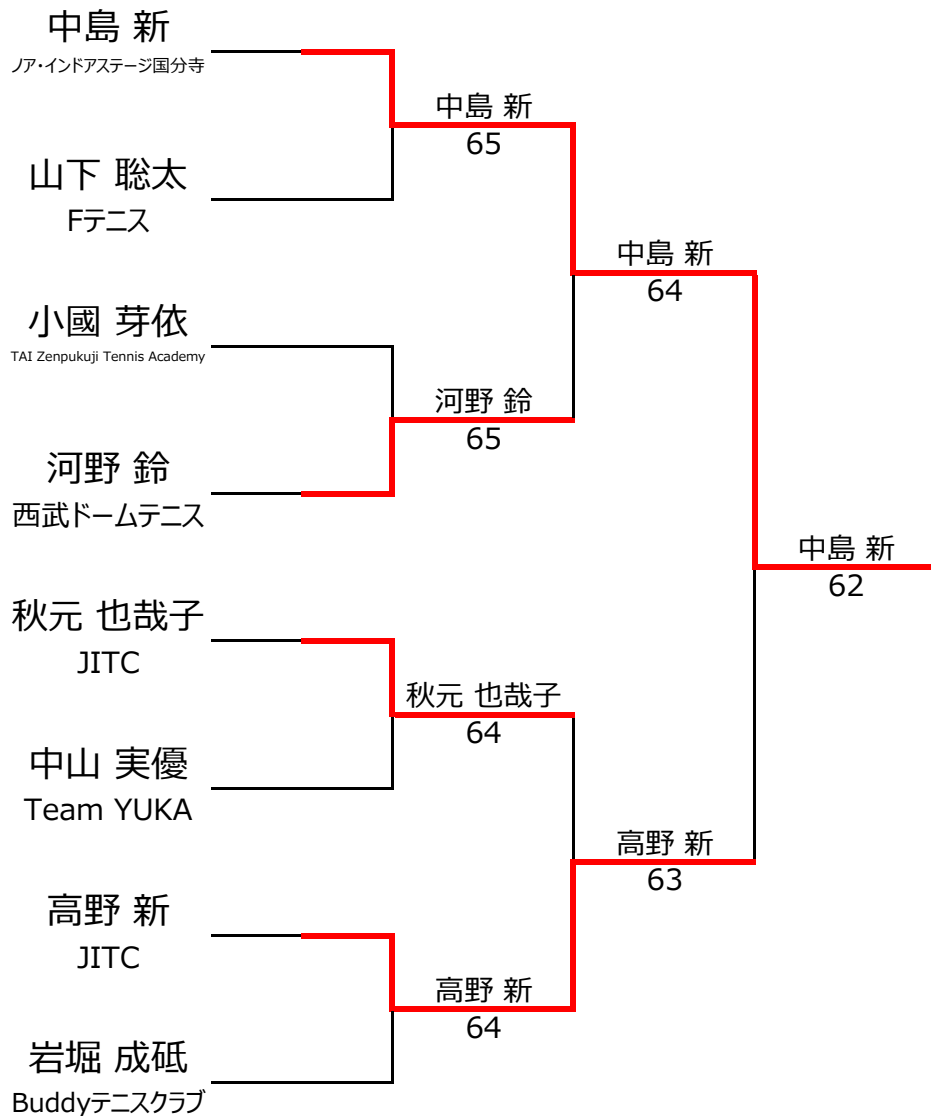 中島 新
ノア・インドアステージ国分寺
中島 新
65
山下 聡太
Fテニス
中島 新
64
小國 芽依
TAI Zenpukuji Tennis Academy
河野 鈴
65
河野 鈴
西武ドームテニス
中島 新
62
秋元 也哉子
JITC
秋元 也哉子
64
中山 実優
Team YUKA
高野 新
63
高野 新
JITC
高野 新
64
岩堀 成砥
Buddyテニスクラブ